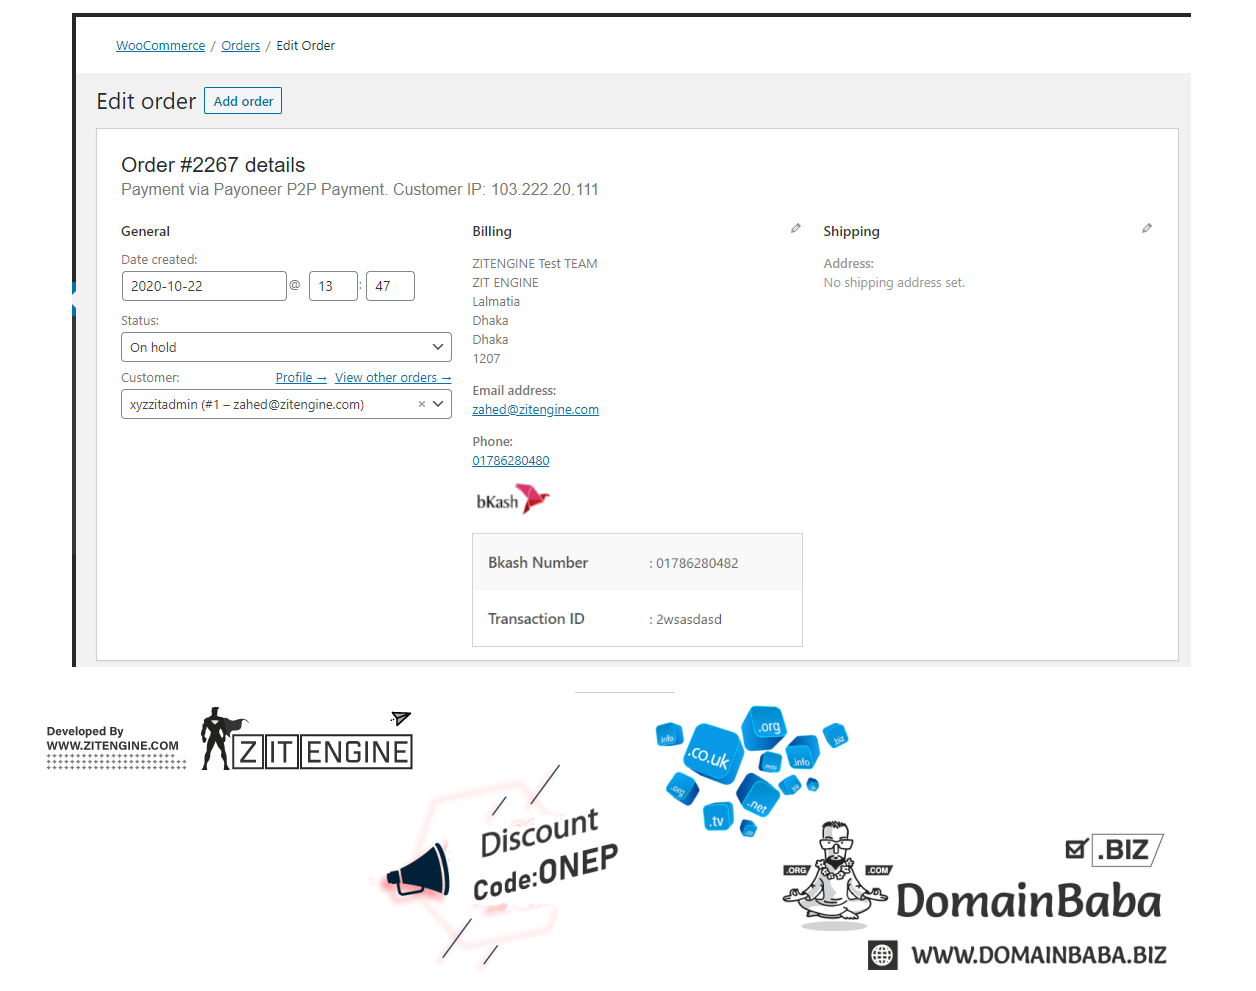 WooCommerce / Orders / Edit Order
Edit order Add order
Order #2267 details
Payment via Payoneer P2P Payment. Customer IP: 103.222.20.111
General
Date created:
2020-10-22 @ 13 : 47
Status:
On hold
Customer: Profile → View other orders →
xyzzitadmin (#1 – zahed@zitengine.com) ×
Billing
ZITENGINE Test TEAM
ZIT ENGINE
Lalmatia
Dhaka
Dhaka
1207
Email address:
zahed@zitengine.com
Phone:
01786280480
bKash
Bkash Number : 01786280482
Transaction ID : 2wsasdasd
Shipping
Address:
No shipping address set.
Developed By
WWW.ZITENGINE.COM
ZIT ENGINE
Discount
Code:ONEP
.info
.co.uk
.org
.biz
.info
.org
.net
.tv
.co
.ORG .COM
.BIZ
DomainBaba
WWW.DOMAINBABA.BIZ